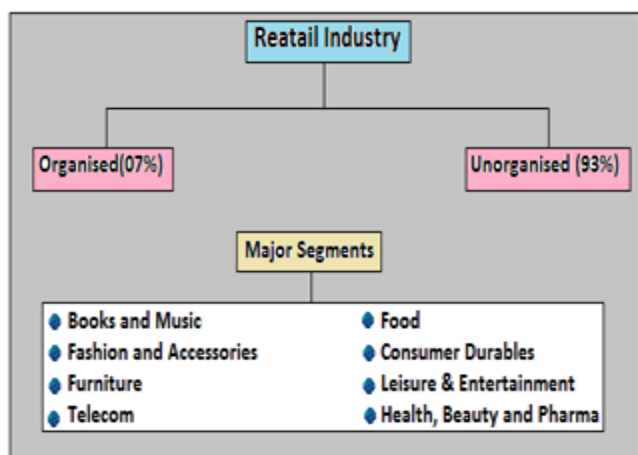 Reatail Industry
Organised(07%)
Unorganised (93%)
Major Segments
Books and Music
Fashion and Accessories
Furniture
Telecom
Food
Consumer Durables
Leisure & Entertainment
Health, Beauty and Pharma